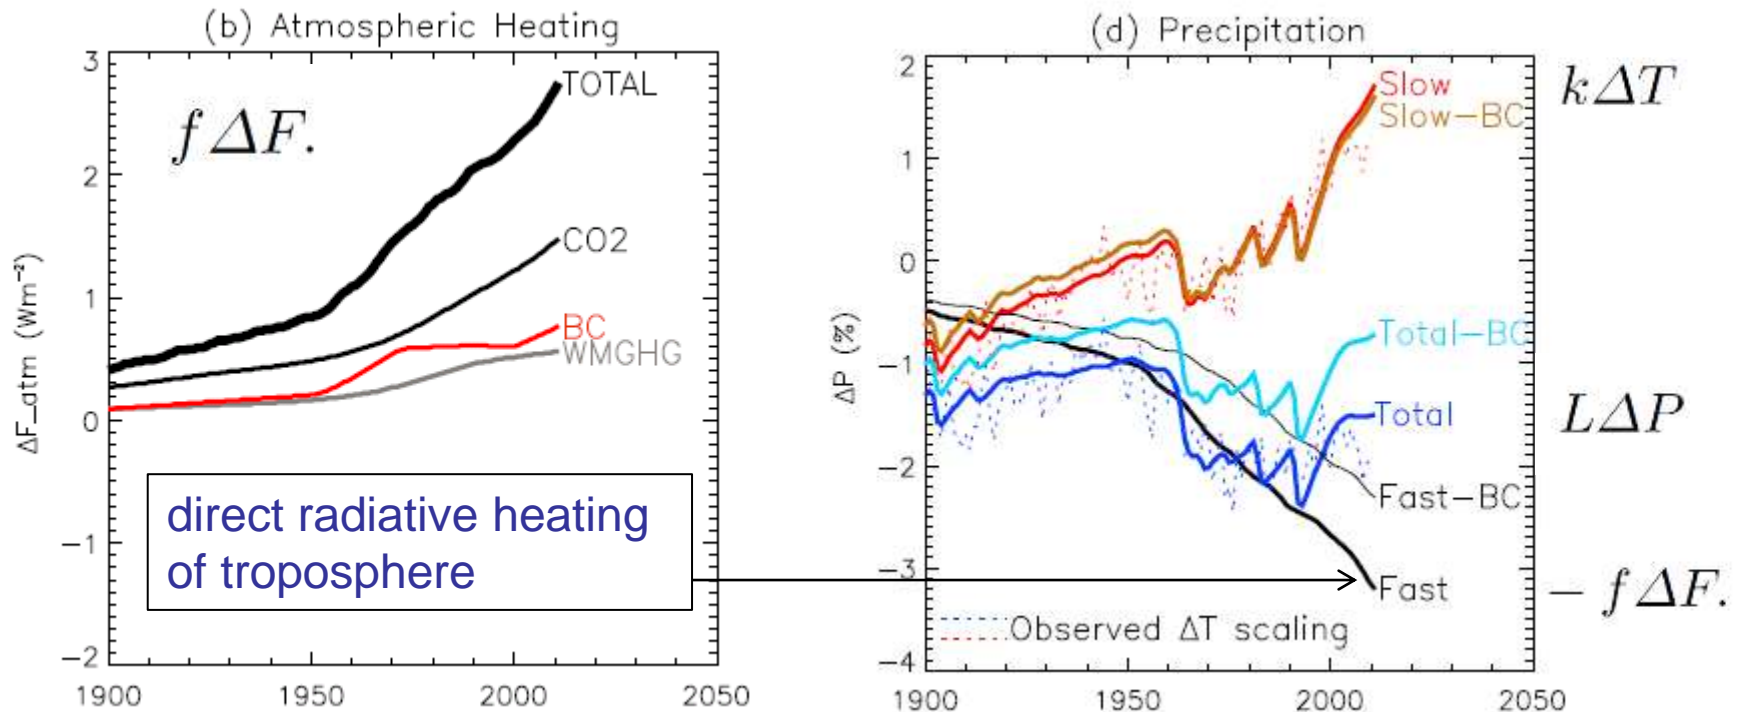 (b) Atmospheric Heating
3
2
1
0
−1
−2
ΔF_atm (Wm⁻²)
fΔF.
TOTAL
CO2
BC
WMGHG
direct radiative heating
of troposphere
1900
1950
2000
2050
(d) Precipitation
2
1
0
−1
−2
−3
−4
ΔP (%)
Slow
Slow−BC
Total−BC
Total
Fast−BC
Fast
Observed ΔT scaling
1900
1950
2000
2050
kΔT
LΔP
− fΔF.